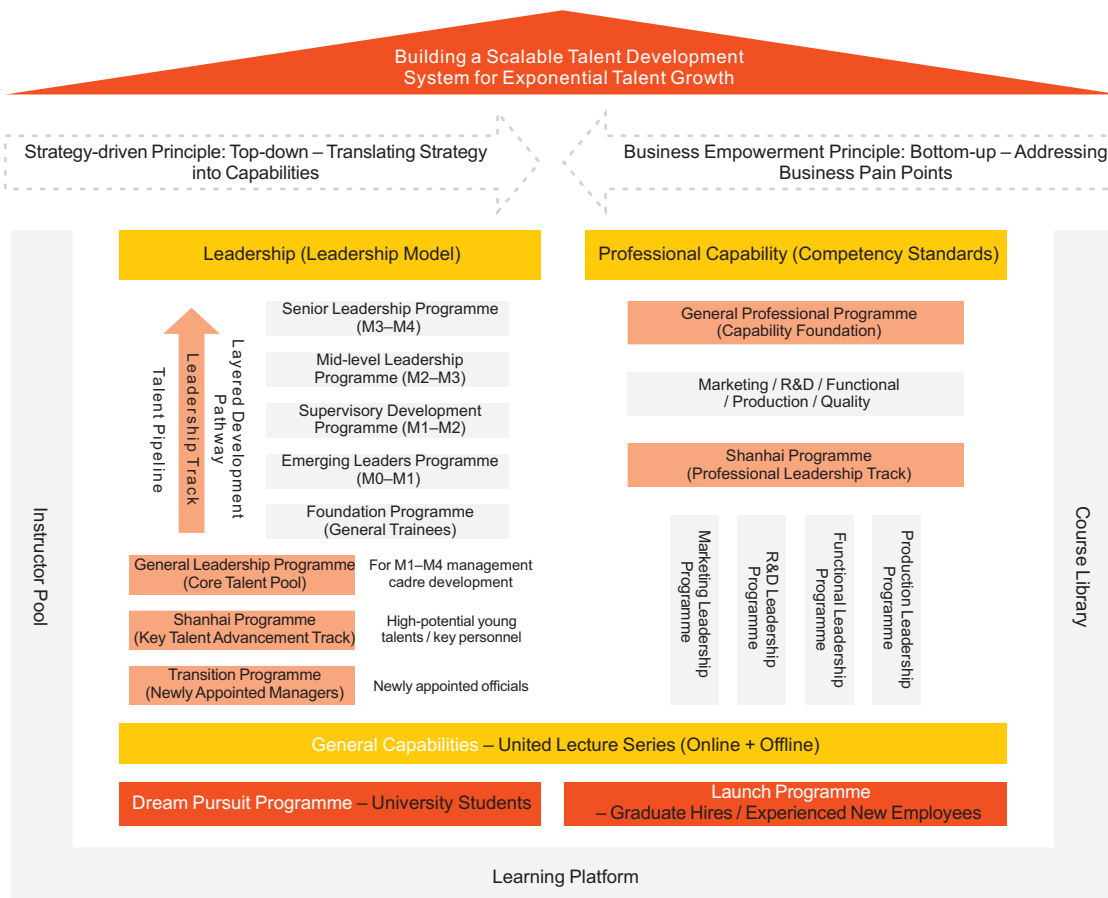 Building a Scalable Talent Development
System for Exponential Talent Growth
Strategy-driven Principle: Top-down – Translating Strategy
into Capabilities
Business Empowerment Principle: Bottom-up – Addressing
Business Pain Points
Instructor Pool
Leadership (Leadership Model)
Talent Pipeline
Leadership Track
Layered Development
Pathway
Senior Leadership Programme
(M3–M4)
Mid-level Leadership
Programme (M2–M3)
Supervisory Development
Programme (M1–M2)
Emerging Leaders Programme
(M0–M1)
Foundation Programme
(General Trainees)
General Leadership Programme
(Core Talent Pool)
For M1–M4 management
cadre development
Shanhai Programme
(Key Talent Advancement Track)
High-potential young
talents / key personnel
Transition Programme
(Newly Appointed Managers)
Newly appointed officials
Professional Capability (Competency Standards)
General Professional Programme
(Capability Foundation)
Marketing / R&D / Functional
/ Production / Quality
Shanhai Programme
(Professional Leadership Track)
Marketing Leadership
Programme
R&D Leadership
Programme
Functional Leadership
Programme
Production Leadership
Programme
Course Library
General Capabilities – United Lecture Series (Online + Offline)
Dream Pursuit Programme – University Students
Launch Programme
– Graduate Hires / Experienced New Employees
Learning Platform